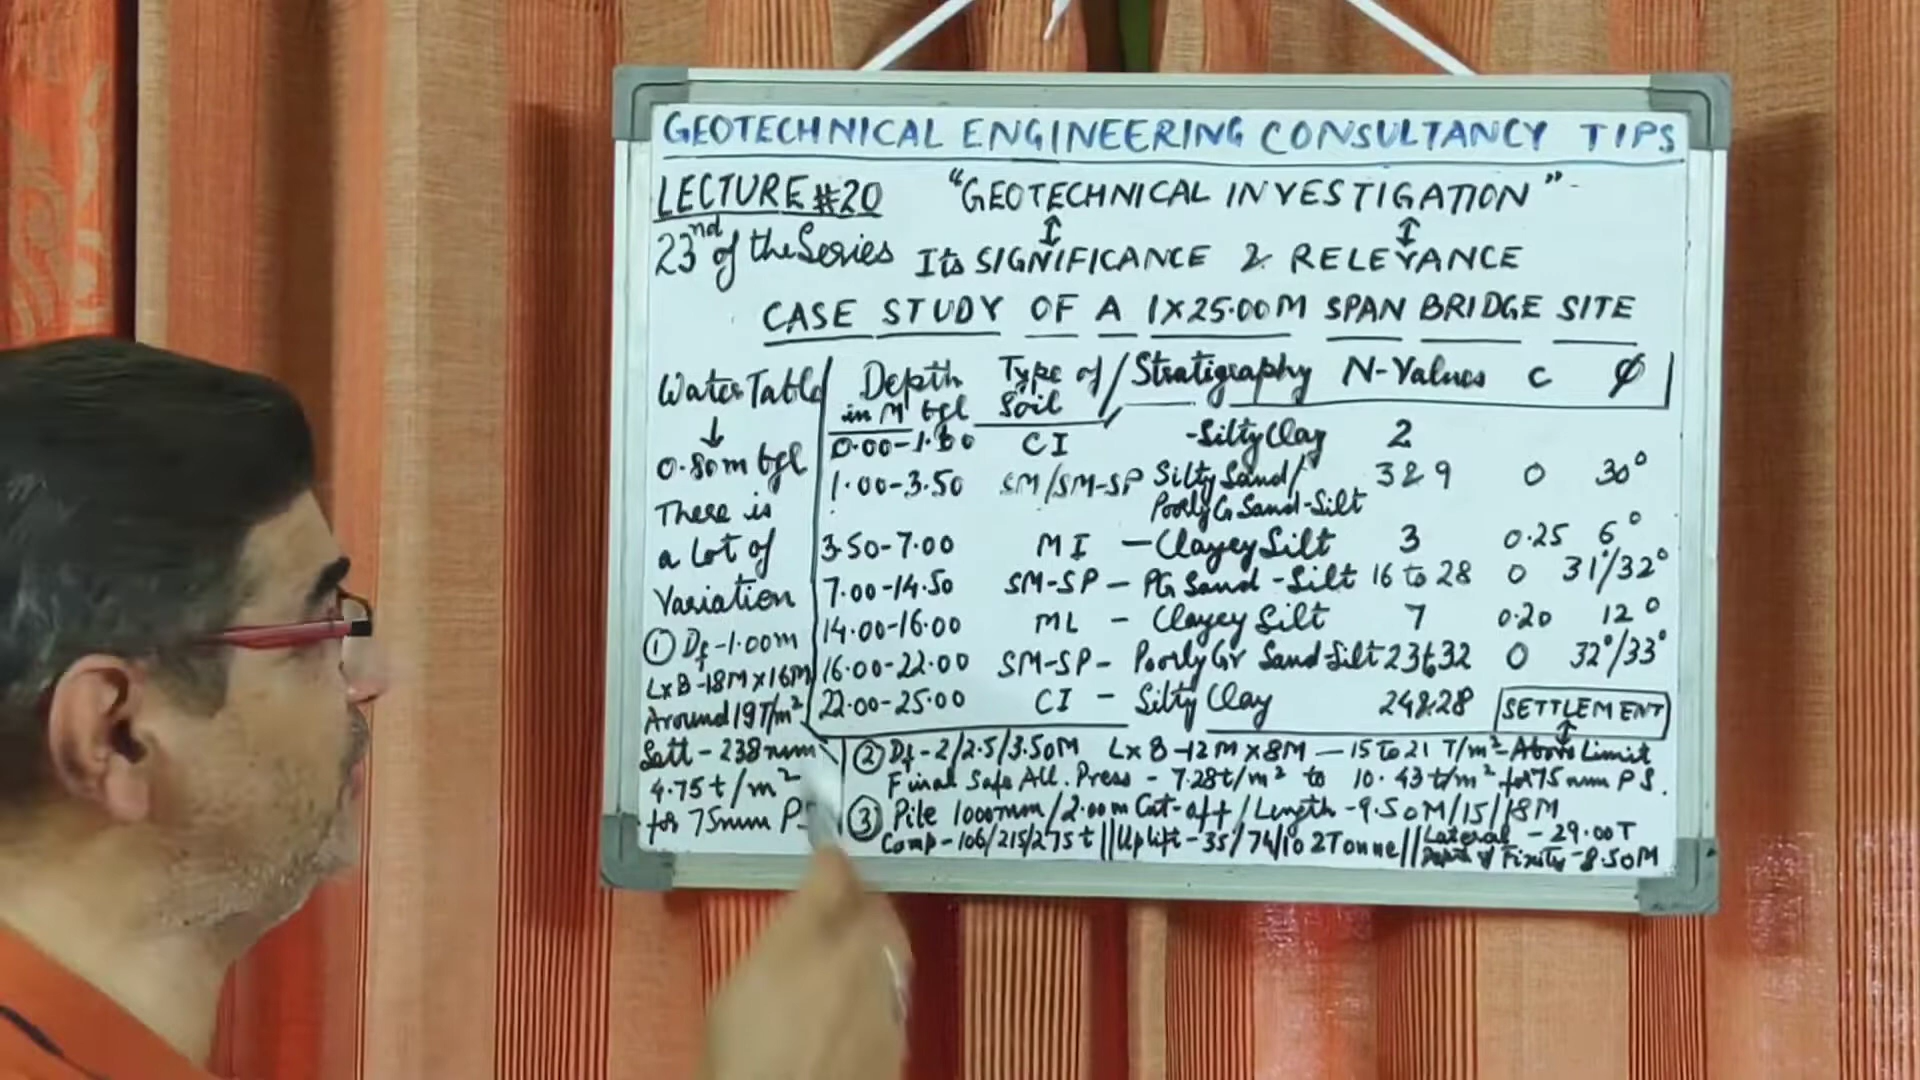 GEOTECHNICAL ENGINEERING CONSULTANCY TIPS
LECTURE #20 "GEOTECHNICAL INVESTIGATION"
23nd of the Series Its SIGNIFICANCE & RELEVANCE
CASE STUDY OF A 1X25.00M SPAN BRIDGE SITE
Water Table
↓
0.80m bgl
There is
a Lot of
Variation
① Df -1.00m
LxB -18M x 16M
Around 19T/m²
Sett - 238mm
4.75t/m²
for 75mm
Depth in M bgl Type of Soil / Stratigraphy N-Values c φ
0.00-1. CI -Silty Clay 2
1.00-3.50 SM/SM-SP Silty Sand/ 3 & 9 0 30°
Poorly G Sand-Silt
3.50-7.00 MI - Clayey Silt 3 0.25 6°
7.00-14.50 SM-SP - PG Sand - Silt 16 to 28 0 31°/32°
14.00-16.00 ML - Clayey Silt 7 0.20 12°
16.00-22.00 SM-SP - Poorly Gr Sand-Silt 23 to 32 0 32°/33°
22.00-25.00 CI - Silty Clay 24&28
SETTLEMENT
② Df - 2/2.5/3.50M LxB -12M x 8M - 15 to 21 T/m² - Above Limit
Final Safe All. Press - 7.28t/m² to 10.43t/m² for 75mm PS.
③ Pile 1000mm/2.00m Cut-off/Length -9.50M/15/18M
Comp - 106/215/275t || Uplift - 35/74/102Tonne || Lateral - 29.00T
Depth of Fixity - 8.50M